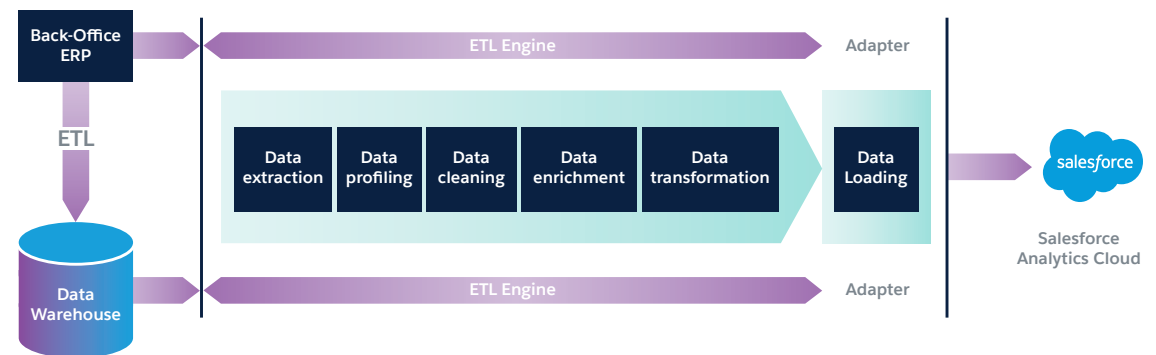 Back-Office
ERP
ETL Engine
Adapter
ETL
Data
extraction
Data
profiling
Data
cleaning
Data
enrichment
Data
transformation
Data
Loading
salesforce
Salesforce
Analytics Cloud
Data
Warehouse
ETL Engine
Adapter